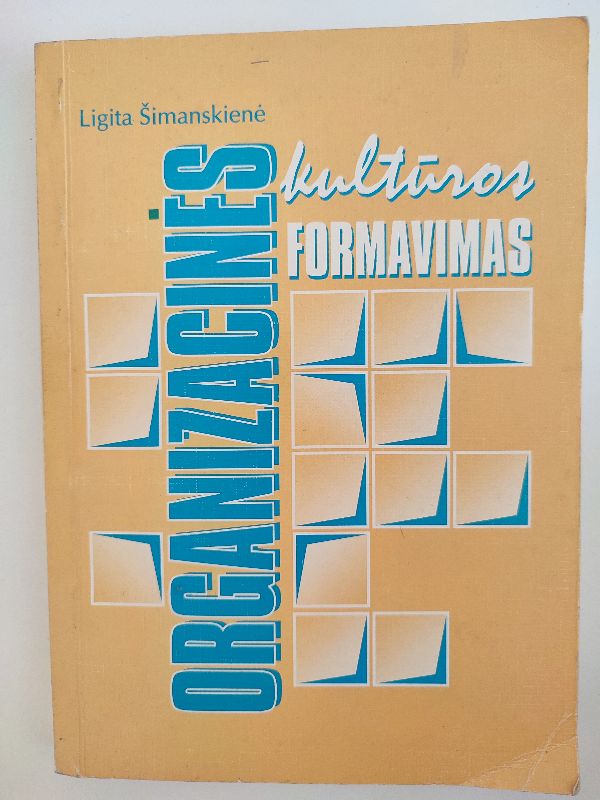 Ligita Šimanskienė
ORGANIZACINĖS
kultūros
FORMAVIMAS